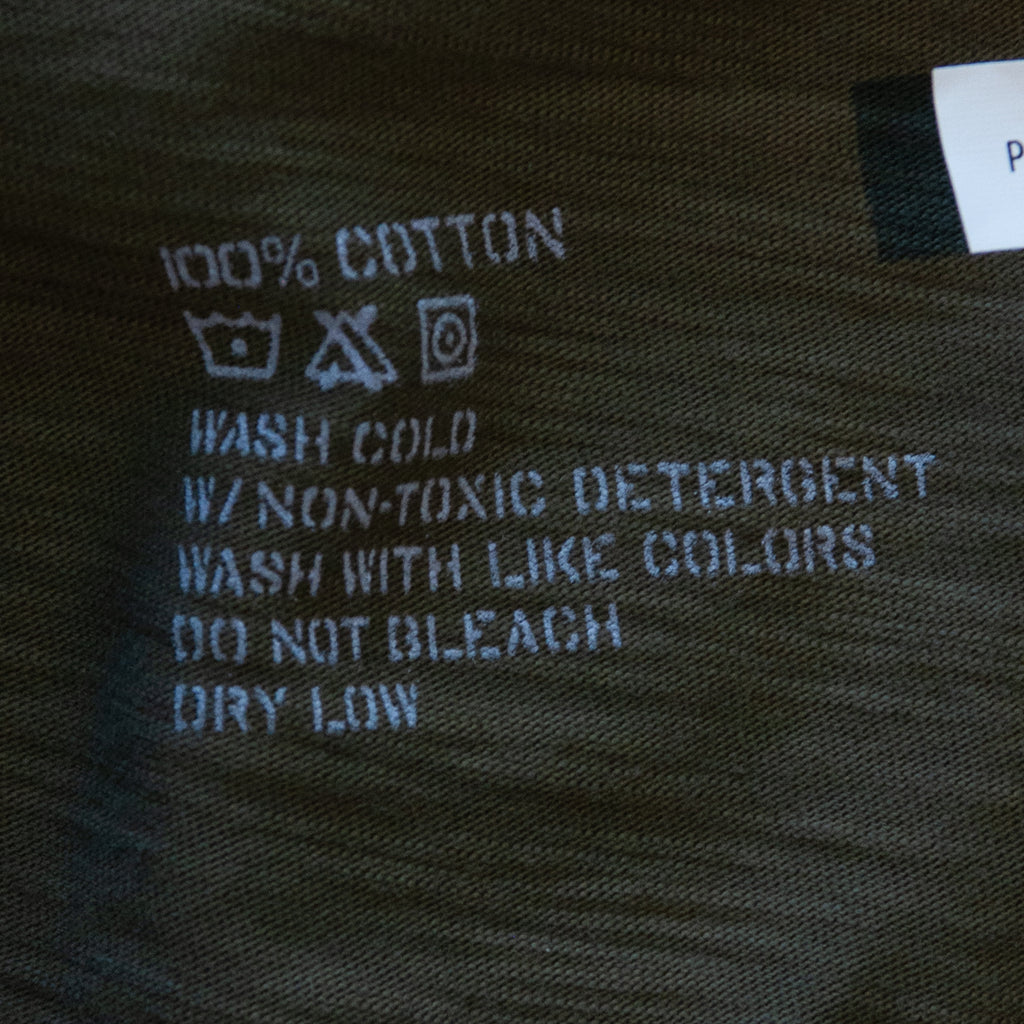 P
100% COTTON
WASH COLD
W/ NON-TOXIC DETERGENT
WASH WITH LIKE COLORS
DO NOT BLEACH
DRY LOW